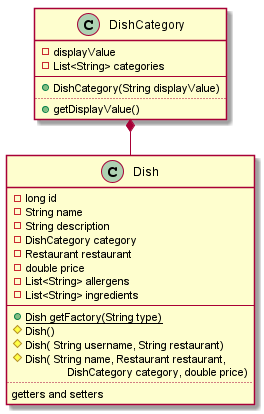 C DishCategory
displayValue
List<String> categories
DishCategory(String displayValue)
getDisplayValue()
C Dish
long id
String name
String description
DishCategory category
Restaurant restaurant
double price
List<String> allergens
List<String> ingredients
Dish getFactory(String type)
Dish()
Dish( String username, String restaurant)
Dish( String name, Restaurant restaurant,
DishCategory category, double price)
getters and setters